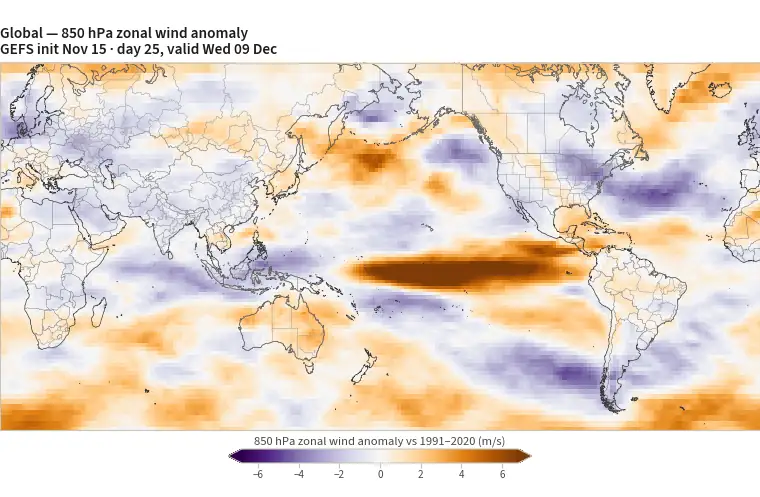 Global — 850 hPa zonal wind anomaly
GEFS init Nov 15 · day 25, valid Wed 09 Dec
850 hPa zonal wind anomaly vs 1991–2020 (m/s)
−6 −4 −2 0 2 4 6